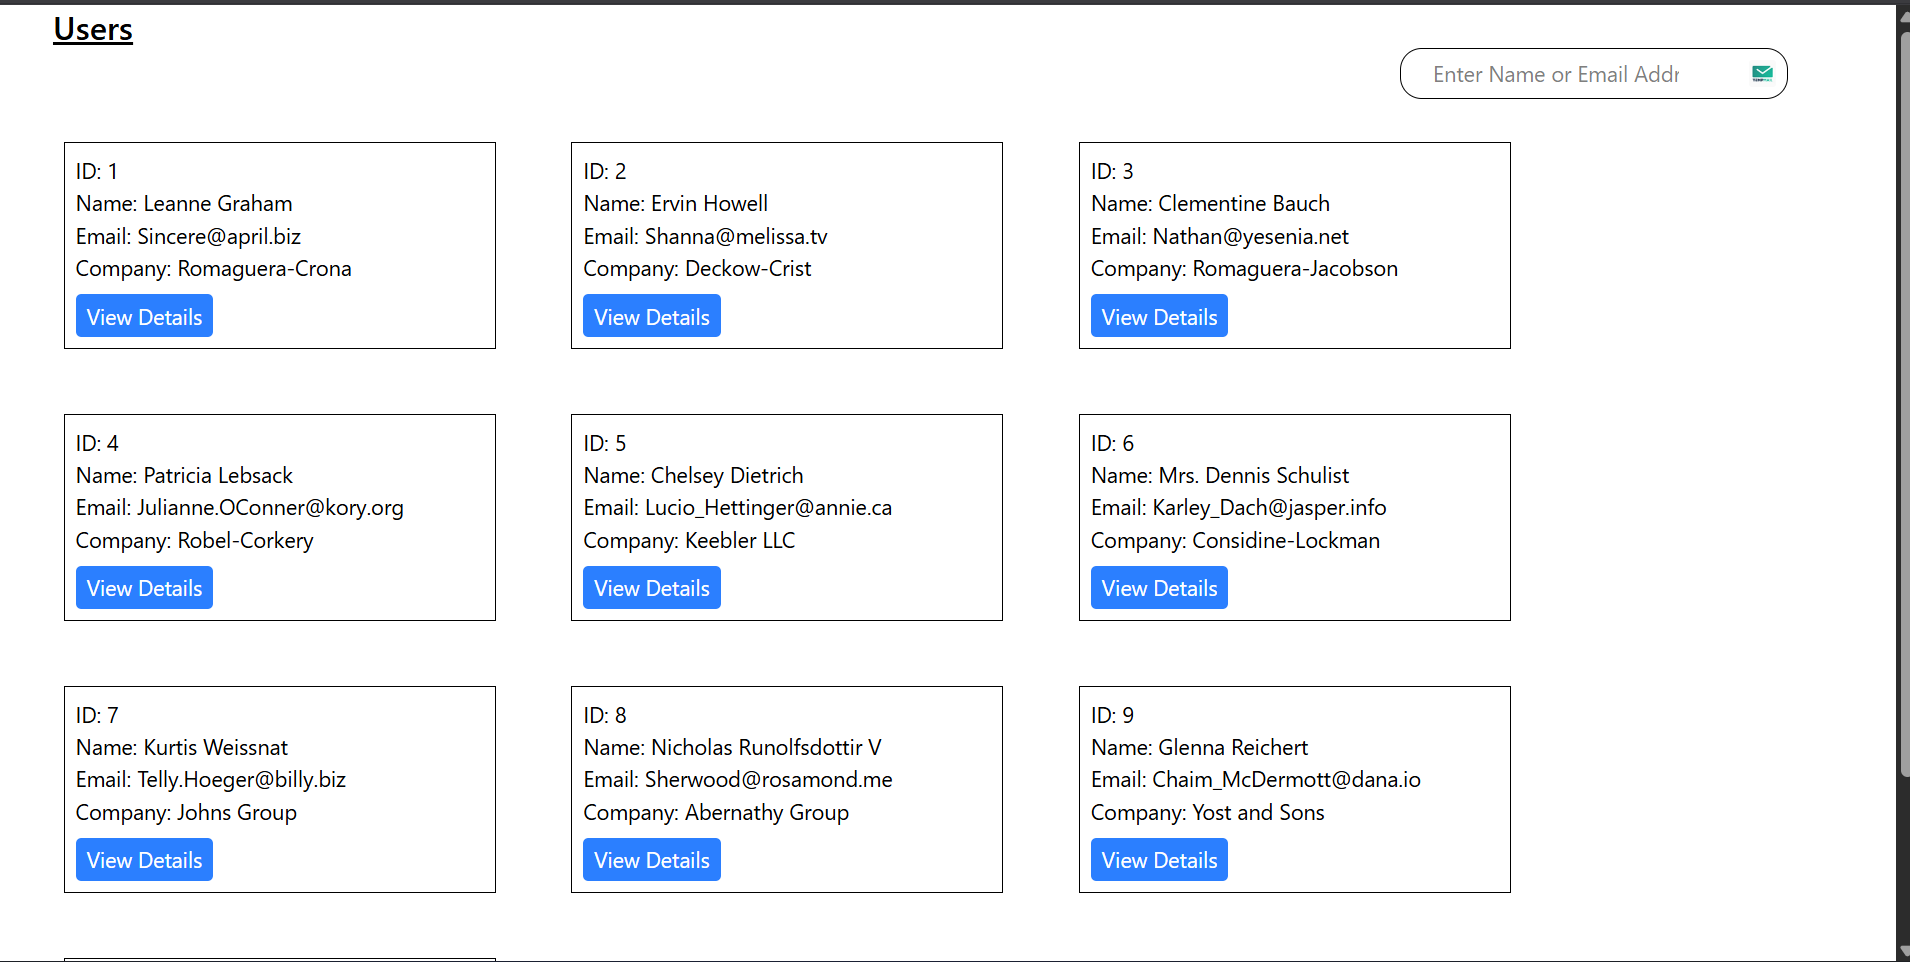 Users
Enter Name or Email Addr
ID: 1
Name: Leanne Graham
Email: Sincere@april.biz
Company: Romaguera-Crona
View Details
ID: 2
Name: Ervin Howell
Email: Shanna@melissa.tv
Company: Deckow-Crist
View Details
ID: 3
Name: Clementine Bauch
Email: Nathan@yesenia.net
Company: Romaguera-Jacobson
View Details
ID: 4
Name: Patricia Lebsack
Email: Julianne.OConner@kory.org
Company: Robel-Corkery
View Details
ID: 5
Name: Chelsey Dietrich
Email: Lucio_Hettinger@annie.ca
Company: Keebler LLC
View Details
ID: 6
Name: Mrs. Dennis Schulist
Email: Karley_Dach@jasper.info
Company: Considine-Lockman
View Details
ID: 7
Name: Kurtis Weissnat
Email: Telly.Hoeger@billy.biz
Company: Johns Group
View Details
ID: 8
Name: Nicholas Runolfsdottir V
Email: Sherwood@rosamond.me
Company: Abernathy Group
View Details
ID: 9
Name: Glenna Reichert
Email: Chaim_McDermott@dana.io
Company: Yost and Sons
View Details